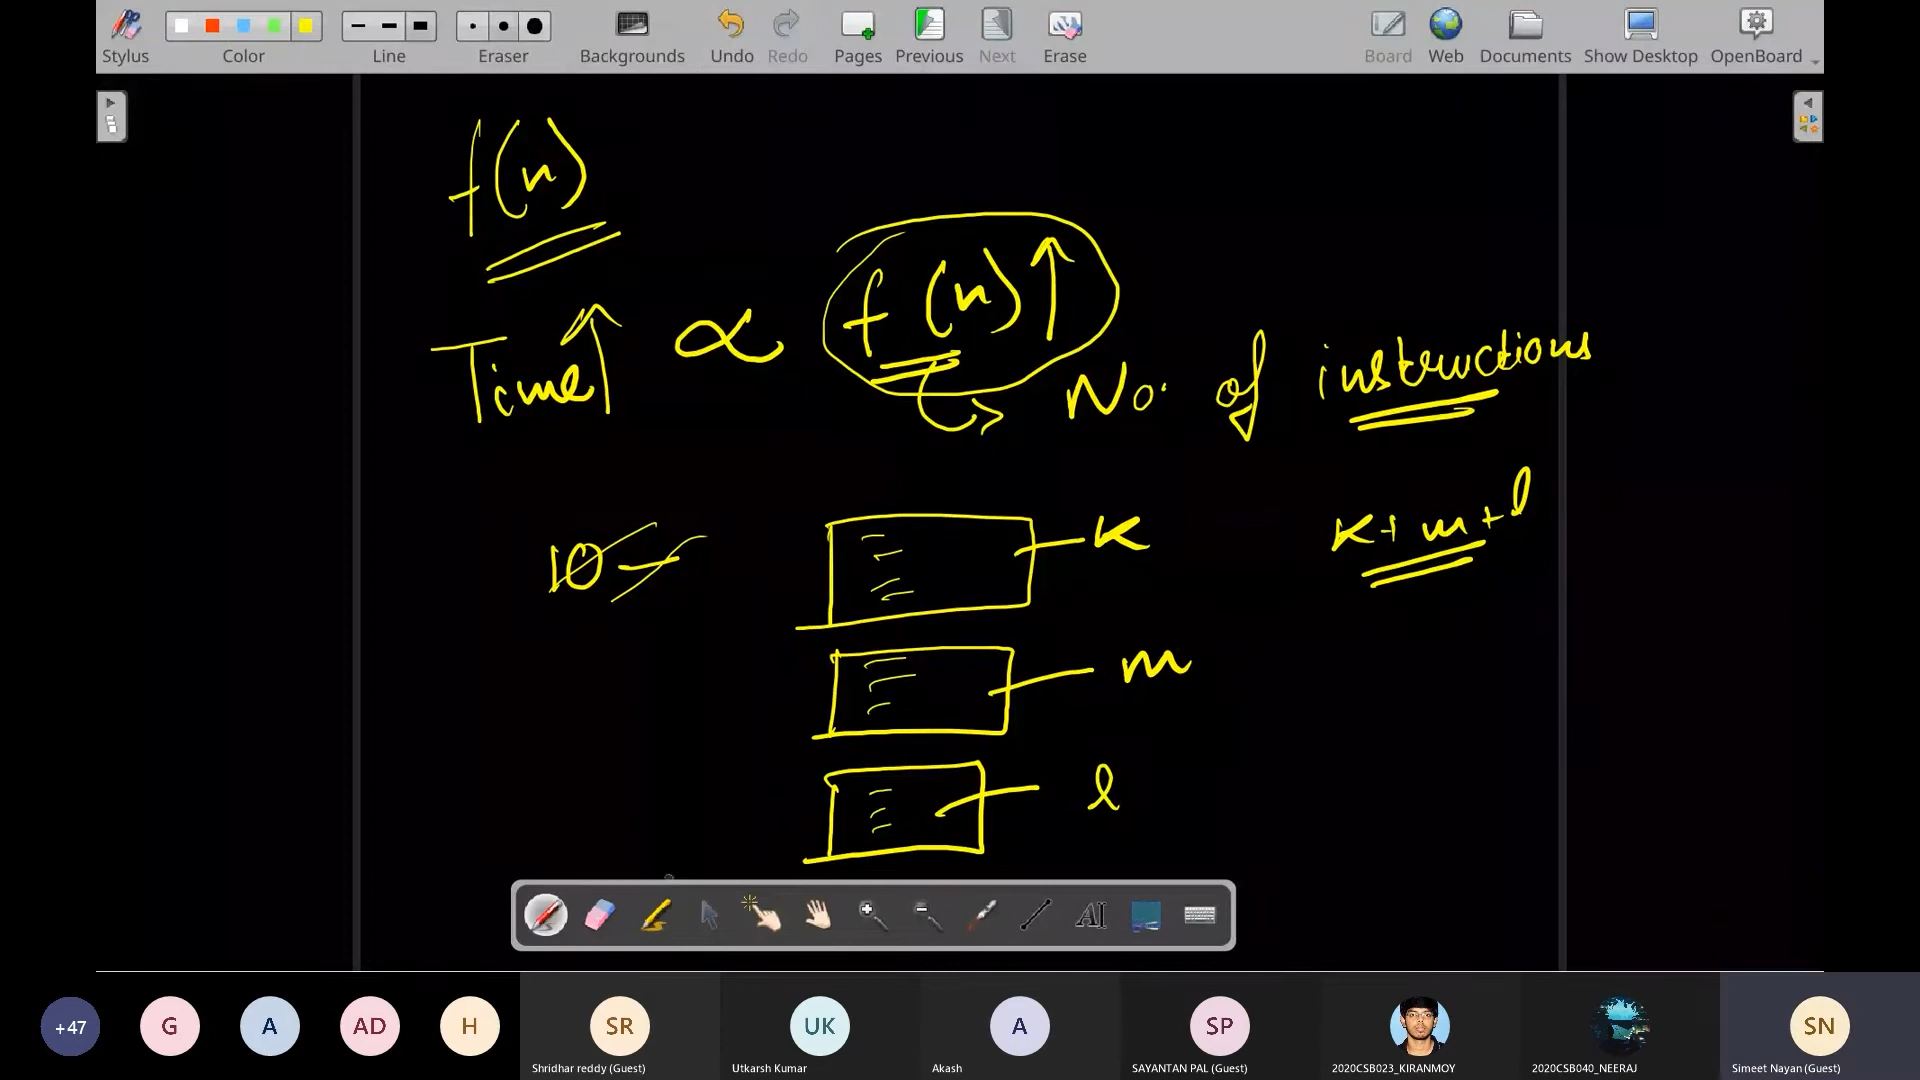 Stylus Color Line Eraser Backgrounds Undo Redo Pages Previous Next Erase Board Web Documents Show Desktop OpenBoard
f(n)
Time↑ ∝ f(n)↑
No. of instructions
10
K
K+m+l
m
l
AI
+47 G A AD H SR UK A SP SN
Shridhar reddy (Guest) Utkarsh Kumar Akash SAYANTAN PAL (Guest) 2020CSB023_KIRANMOY 2020CSB040_NEERAJ Simeet Nayan (Guest)